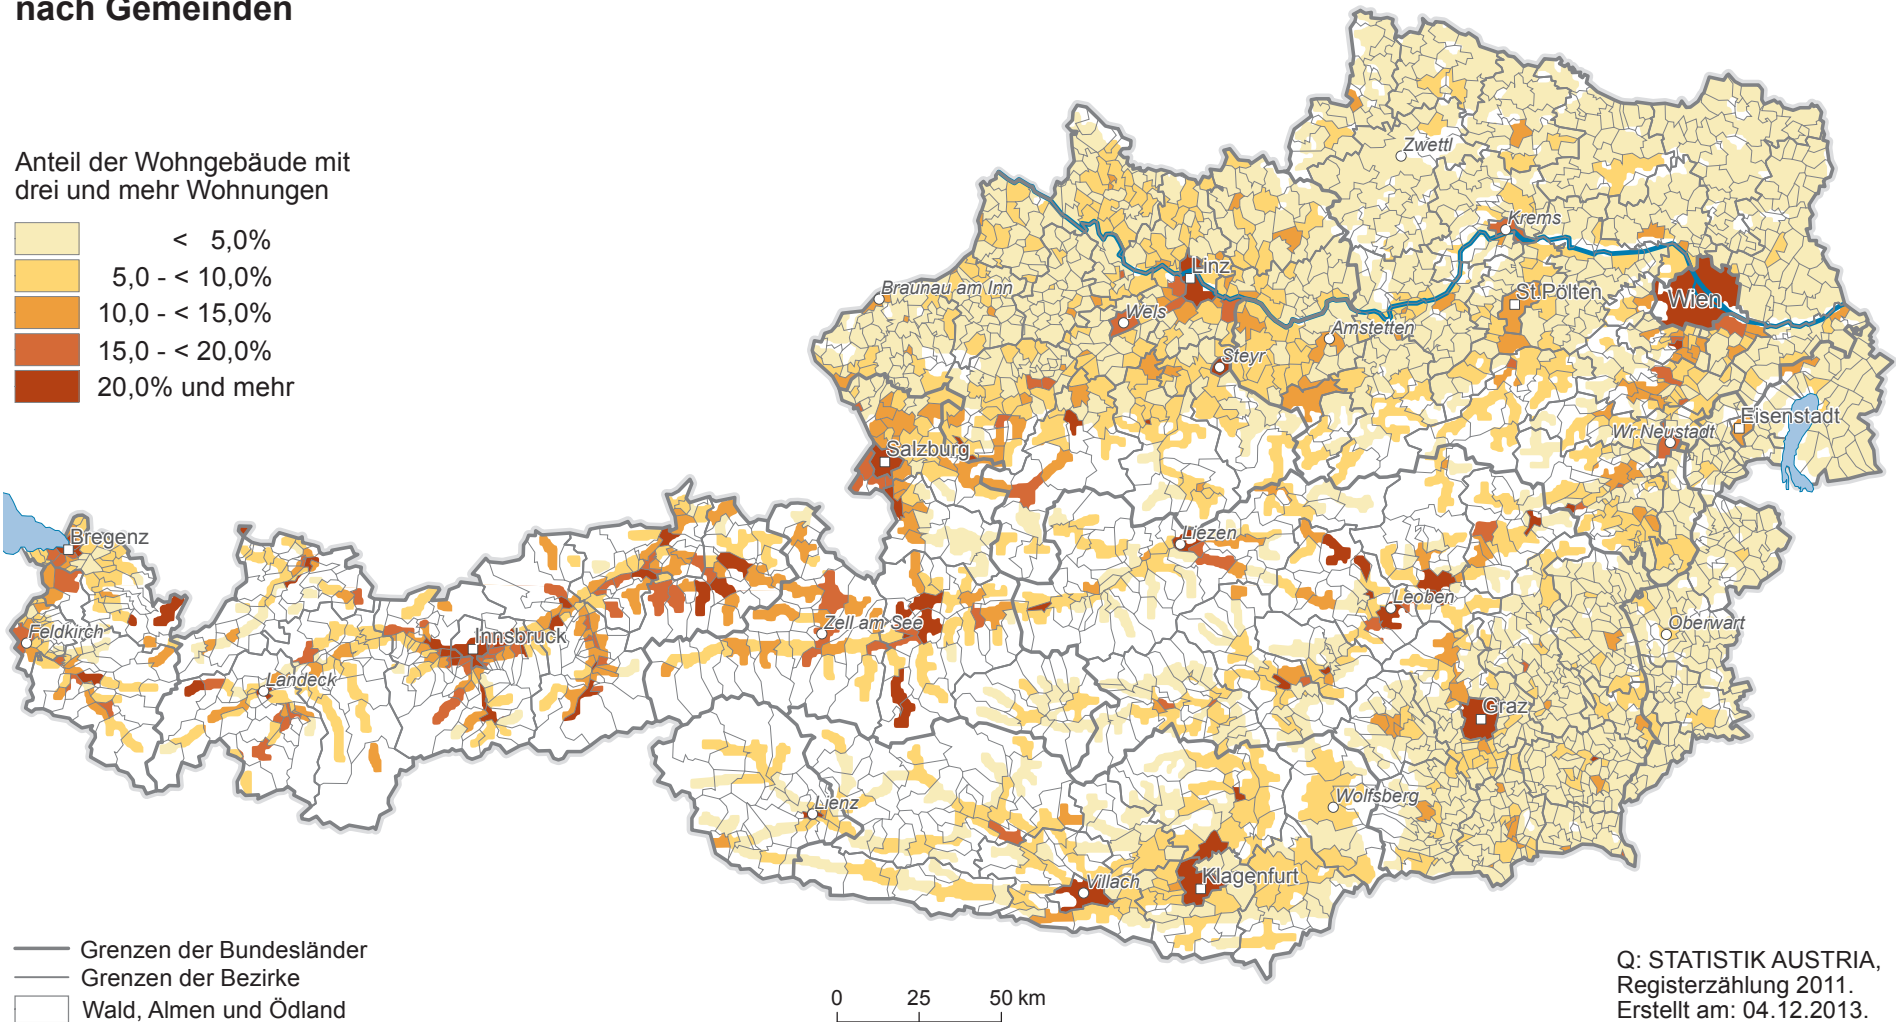 nach Gemeinden
Anteil der Wohngebäude mit
drei und mehr Wohnungen
< 5,0%
5,0 - < 10,0%
10,0 - < 15,0%
15,0 - < 20,0%
20,0% und mehr
Zwettl
Krems
Linz
Braunau am Inn
St.Pölten
Wien
Wels
Amstetten
Steyr
Eisenstadt
Wr.Neustadt
Salzburg
Bregenz
Liezen
Leoben
Feldkirch
Innsbruck
Zell am See
Oberwart
Landeck
Graz
Lienz
Wolfsberg
Villach
Klagenfurt
Grenzen der Bundesländer
Grenzen der Bezirke
Wald, Almen und Ödland
0 25 50 km
Q: STATISTIK AUSTRIA,
Registerzählung 2011.
Erstellt am: 04.12.2013.